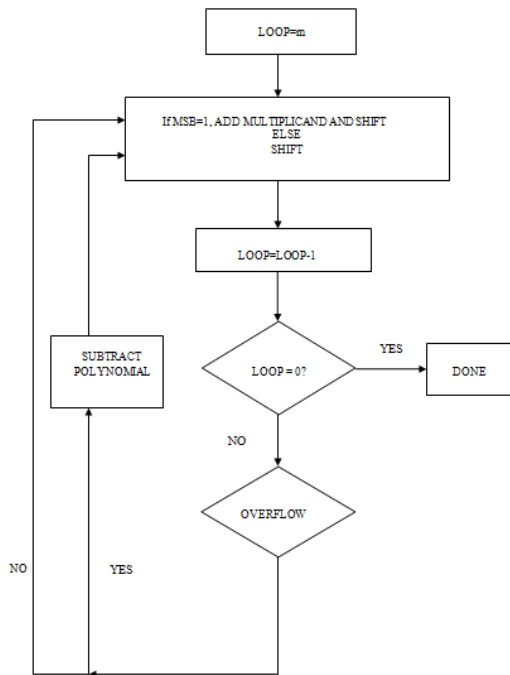 LOOP=m
If MSB=1, ADD MULTIPLICAND AND SHIFT
ELSE
SHIFT
LOOP=LOOP-1
SUBTRACT
POLYNOMIAL
LOOP = 0?
YES
DONE
NO
OVERFLOW
NO
YES